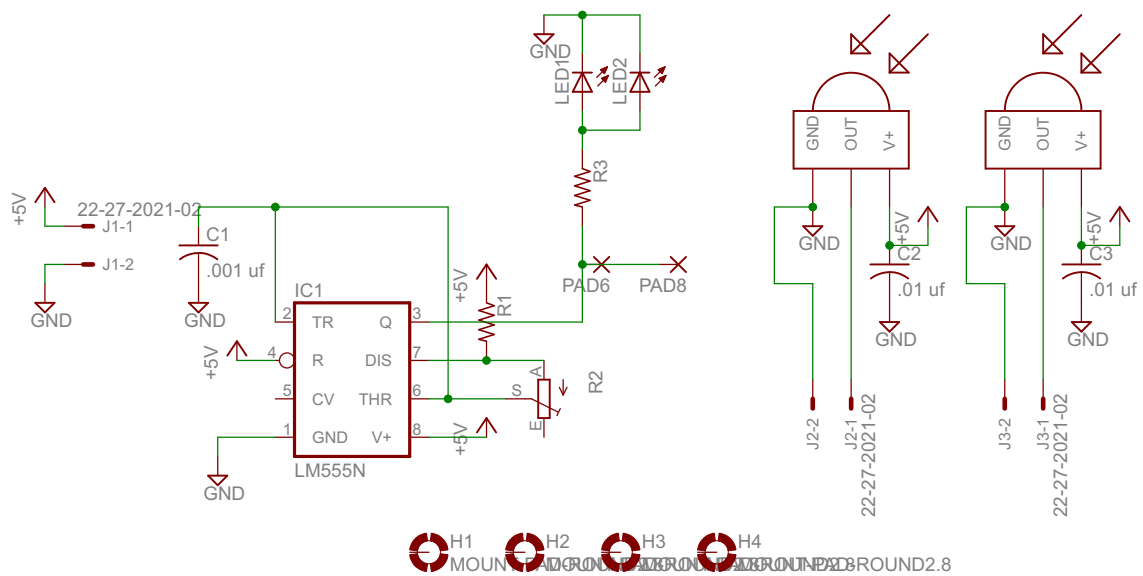 GND
LED1
LED2
R3
GND
OUT
V+
GND
OUT
V+
+5V
22-27-2021-02
J1-1
J1-2
GND
C1
.001 uf
GND
PAD6
PAD8
GND
+5V
C2
.01 uf
GND
GND
+5V
C3
.01 uf
GND
IC1
+5V
R1
2
TR
Q
3
+5V
4
R
DIS
7
5
CV
THR
6
1
GND
V+
8
+5V
A
S
E
R2
GND
LM555N
J2-2
J2-1
22-27-2021-02
J3-2
J3-1
22-27-2021-02
H1
H2
H3
H4